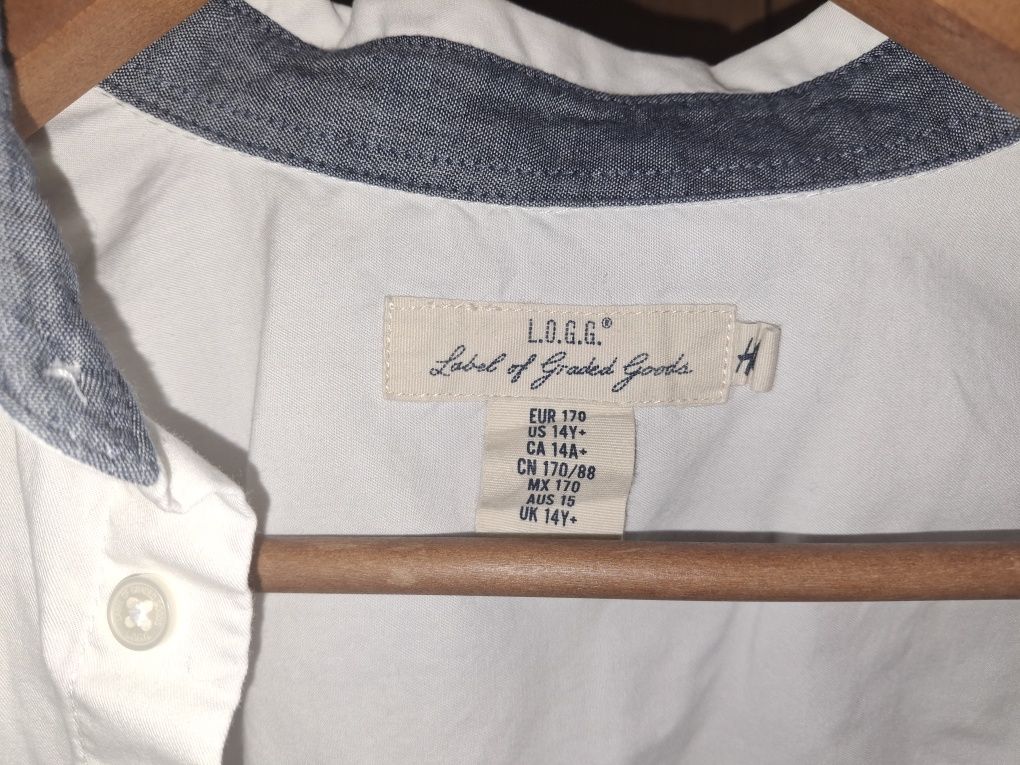 L.O.G.G.®
Label of Graded Goods
H
EUR 170
US 14Y+
CA 14A+
CN 170/88
MX 170
AUS 15
UK 14Y+